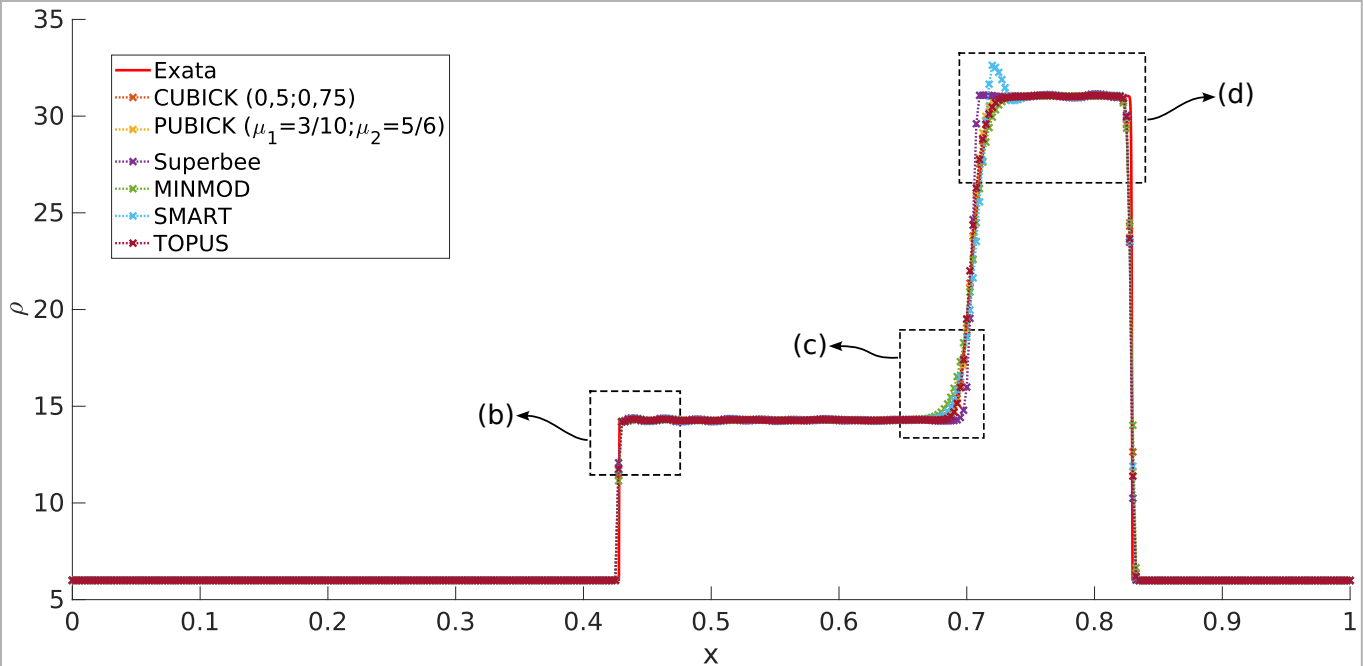 35
30
25
20
15
10
5
ρ
Exata
CUBICK (0,5;0,75)
PUBICK (μ1=3/10;μ2=5/6)
Superbee
MINMOD
SMART
TOPUS
(d)
(c)
(b)
0 0.1 0.2 0.3 0.4 0.5 0.6 0.7 0.8 0.9 1
x